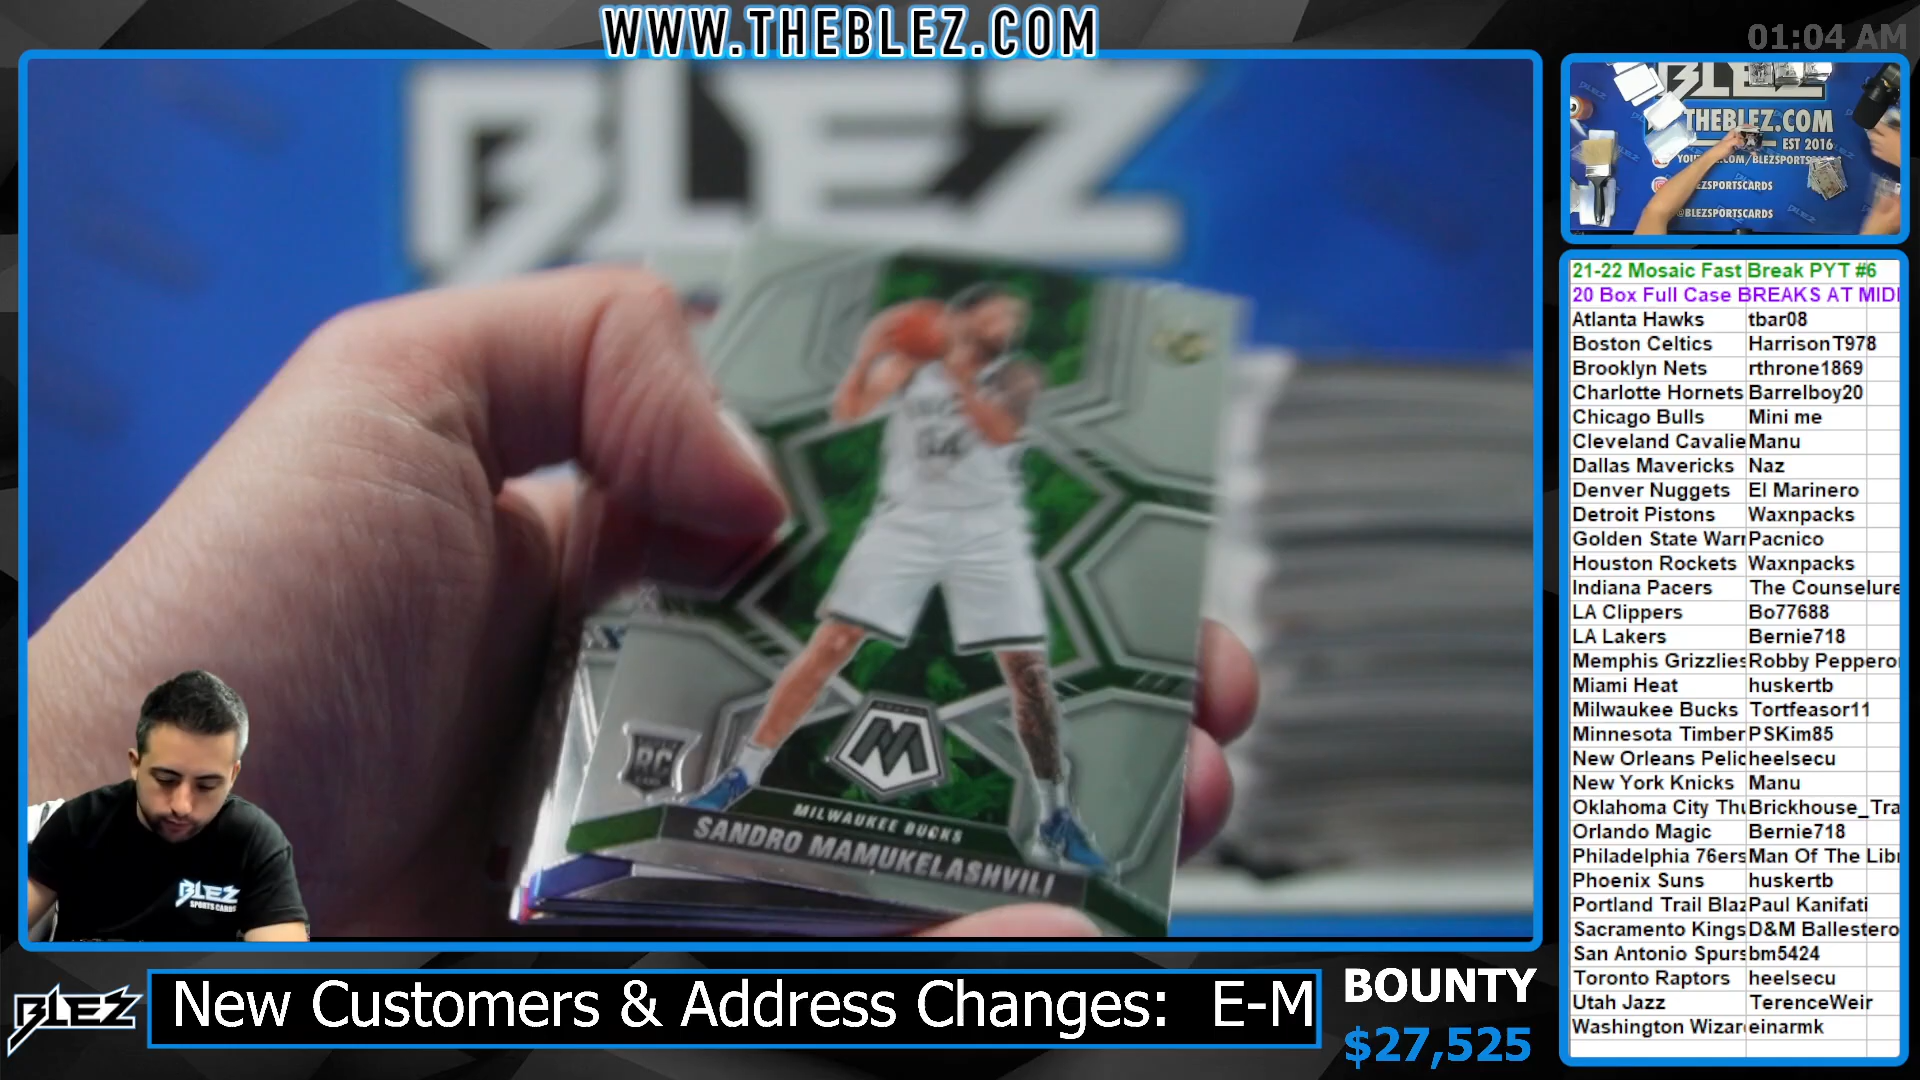 WWW.THEBLEZ.COM
01:04 AM
BLEZ
MILWAUKEE BUCKS
SANDRO MAMUKELASHVILI
RC
BLEZ
SPORTS CARDS
BLEZ
THEBLEZ.COM
EST 2016
EZSPORTSCARDS
@BLEZSPORTSCARDS
21-22 Mosaic Fast Break PYT #6
20 Box Full Case BREAKS AT MID
Atlanta Hawks tbar08
Boston Celtics HarrisonT978
Brooklyn Nets rthrone1869
Charlotte Hornets Barrelboy20
Chicago Bulls Mini me
Cleveland Cavalie Manu
Dallas Mavericks Naz
Denver Nuggets El Marinero
Detroit Pistons Waxnpacks
Golden State Warr Pacnico
Houston Rockets Waxnpacks
Indiana Pacers The Counselure
LA Clippers Bo77688
LA Lakers Bernie718
Memphis Grizzlies Robby Peppero
Miami Heat huskertb
Milwaukee Bucks Tortfeasor11
Minnesota Timber PSKim85
New Orleans Pelic heelsecu
New York Knicks Manu
Oklahoma City Thu Brickhouse_Tra
Orlando Magic Bernie718
Philadelphia 76ers Man Of The Libr
Phoenix Suns huskertb
Portland Trail Blaz Paul Kanifati
Sacramento Kings D&M Ballestero
San Antonio Spurs bm5424
Toronto Raptors heelsecu
Utah Jazz TerenceWeir
Washington Wizar einarmk
BLEZ
New Customers & Address Changes: E-M
BOUNTY
$27,525